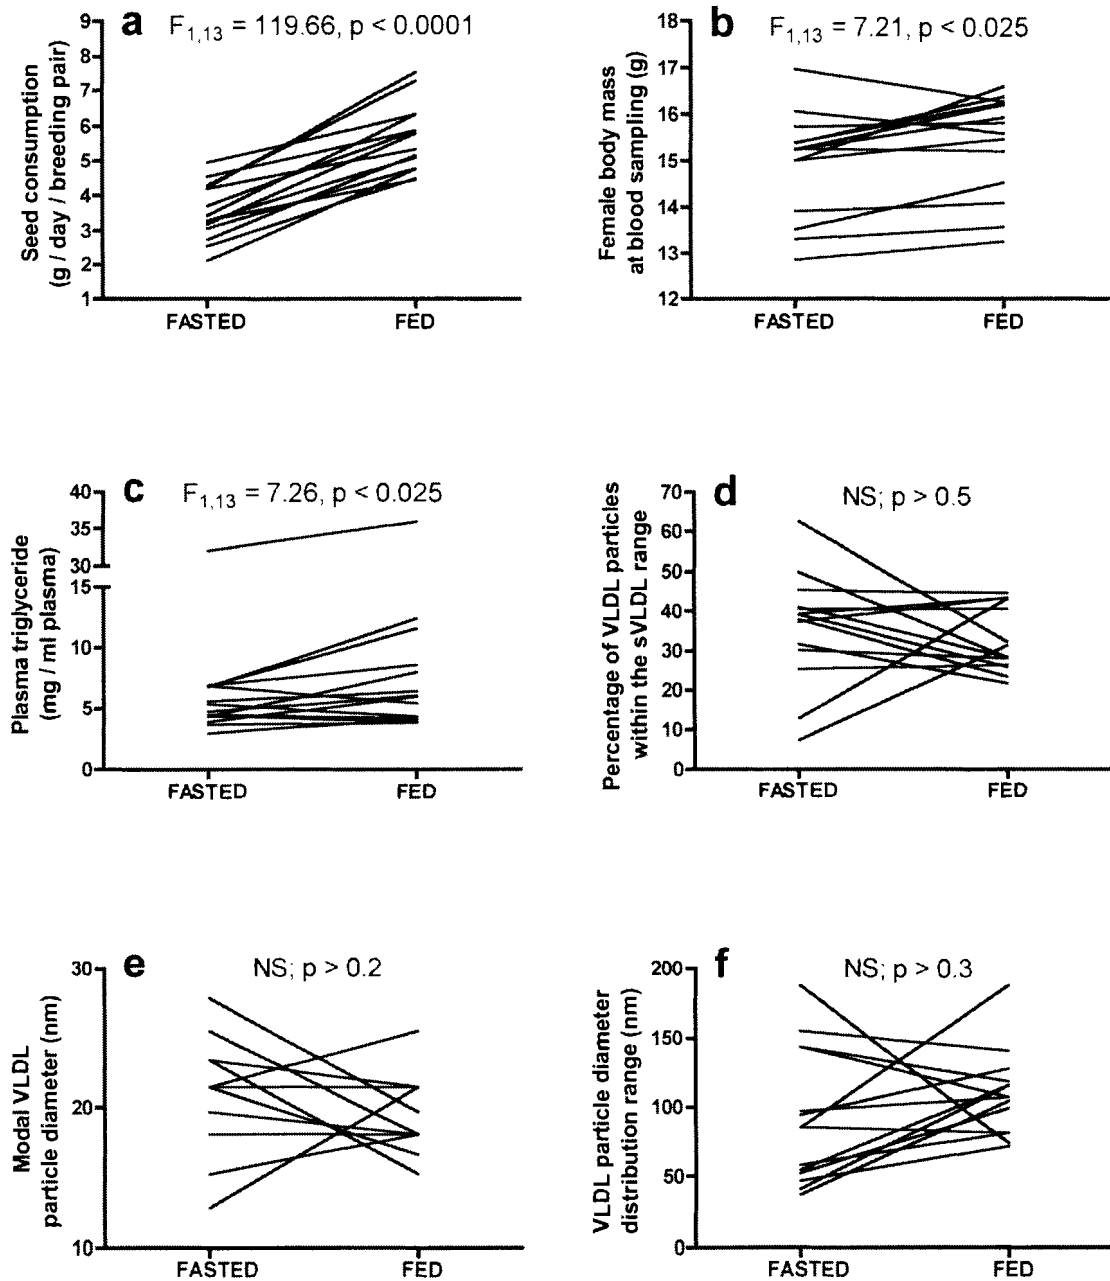 a F1,13 = 119.66, p < 0.0001
Seed consumption
(g / day / breeding pair)
9
8
7
6
5
4
3
2
1
FASTED FED
b F1,13 = 7.21, p < 0.025
Female body mass
at blood sampling (g)
18
17
16
15
14
13
12
FASTED FED
c F1,13 = 7.26, p < 0.025
Plasma triglyceride
(mg / ml plasma)
40
35
30
15
10
5
0
FASTED FED
d NS; p > 0.5
Percentage of VLDL particles
within the sVLDL range
70
60
50
40
30
20
10
0
FASTED FED
e NS; p > 0.2
Modal VLDL
particle diameter (nm)
30
20
10
FASTED FED
f NS; p > 0.3
VLDL particle diameter
distribution range (nm)
200
150
100
50
0
FASTED FED